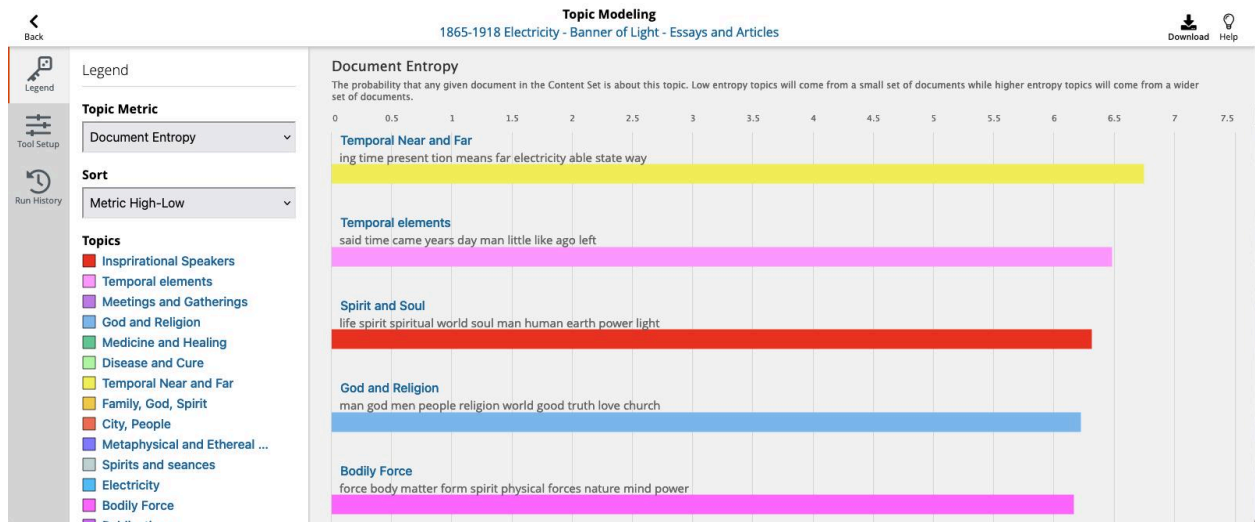 Topic Modeling
Back
1865-1918 Electricity - Banner of Light - Essays and Articles
Download
Help
Legend
Tool Setup
Run History
Legend
Topic Metric
Document Entropy
Sort
Metric High-Low
Topics
Insprirational Speakers
Temporal elements
Meetings and Gatherings
God and Religion
Medicine and Healing
Disease and Cure
Temporal Near and Far
Family, God, Spirit
City, People
Metaphysical and Ethereal ...
Spirits and seances
Electricity
Bodily Force
Document Entropy
The probability that any given document in the Content Set is about this topic. Low entropy topics will come from a small set of documents while higher entropy topics will come from a wider
set of documents.
0 0.5 1 1.5 2 2.5 3 3.5 4 4.5 5 5.5 6 6.5 7 7.5
Temporal Near and Far
ing time present tion means far electricity able state way
Temporal elements
said time came years day man little like ago left
Spirit and Soul
life spirit spiritual world soul man human earth power light
God and Religion
man god men people religion world good truth love church
Bodily Force
force body matter form spirit physical forces nature mind power